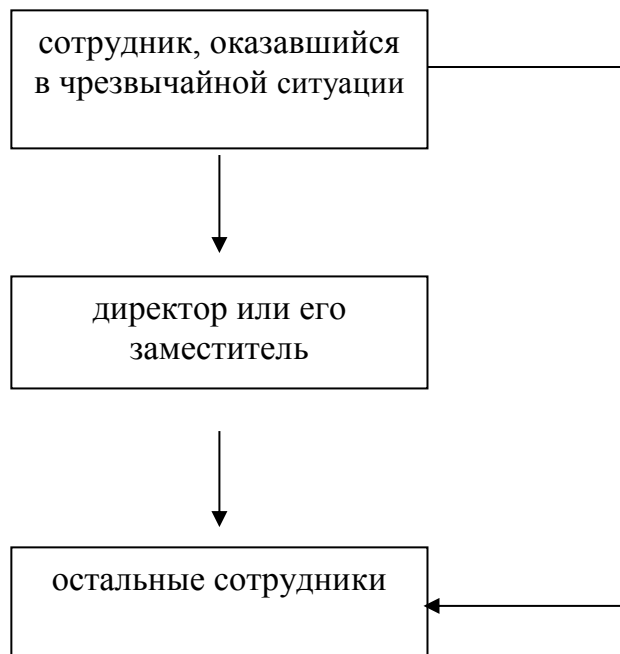 сотрудник, оказавшийся
в чрезвычайной ситуации
директор или его
заместитель
остальные сотрудники